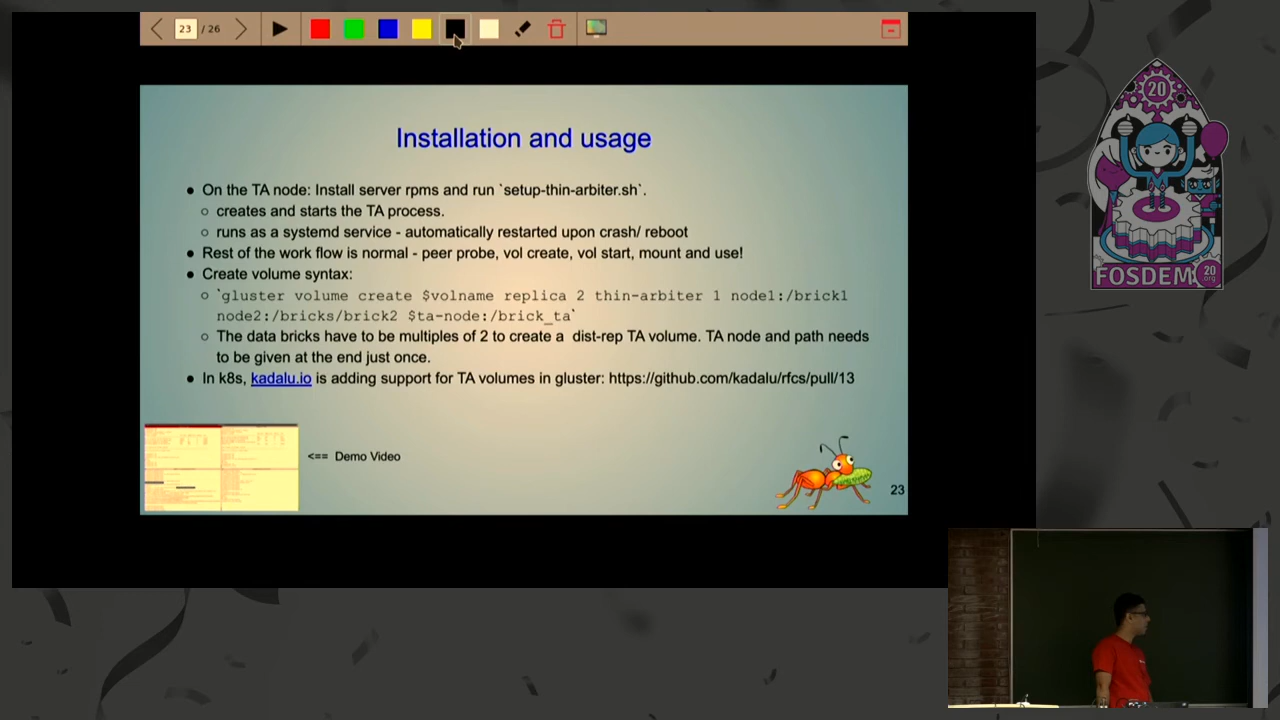 23 / 26
20
Installation and usage
● On the TA node: Install server rpms and run `setup-thin-arbiter.sh`.
○ creates and starts the TA process.
○ runs as a systemd service - automatically restarted upon crash/ reboot
● Rest of the work flow is normal - peer probe, vol create, vol start, mount and use!
● Create volume syntax:
○ `gluster volume create $volname replica 2 thin-arbiter 1 node1:/brick1
node2:/bricks/brick2 $ta-node:/brick_ta`
○ The data bricks have to be multiples of 2 to create a dist-rep TA volume. TA node and path needs
to be given at the end just once.
● In k8s, kadalu.io is adding support for TA volumes in gluster: https://github.com/kadalu/rfcs/pull/13
<== Demo Video
23
FOSDEM
20
.org